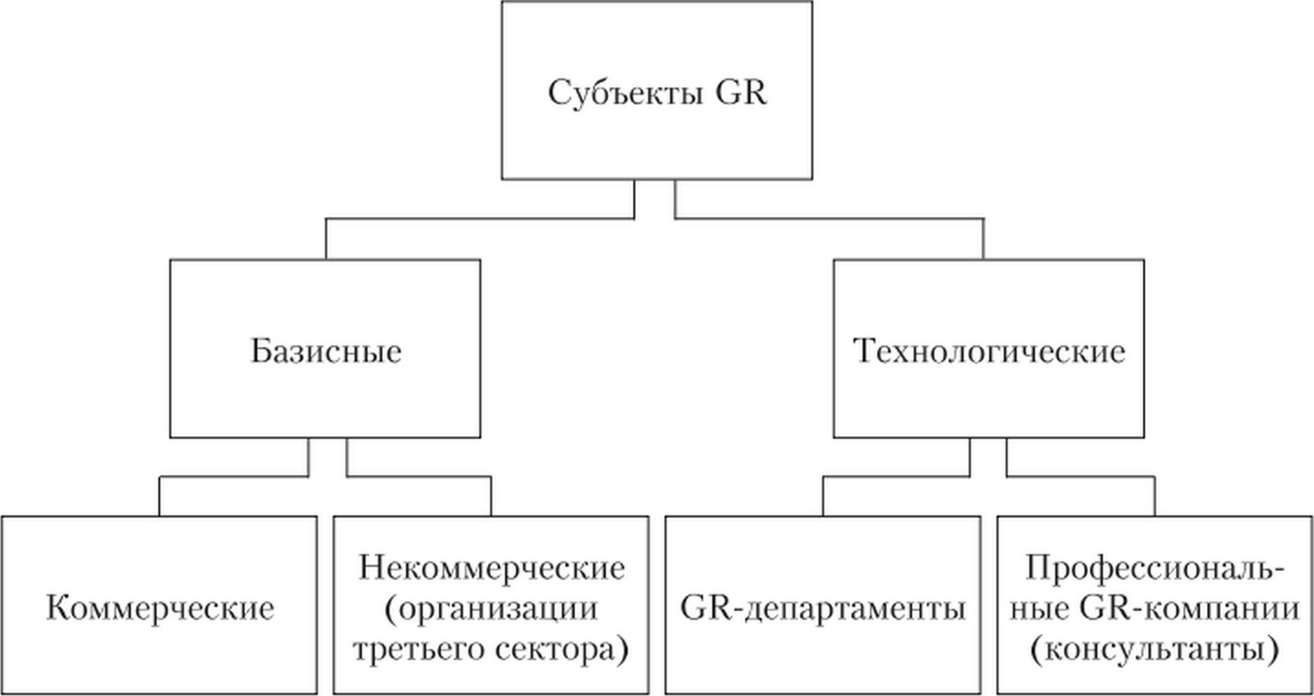 Субъекты GR
Базисные
Технологические
Коммерческие
Некоммерческие
(организации
третьего сектора)
GR-департаменты
Профессиональ-
ные GR-компании
(консультанты)